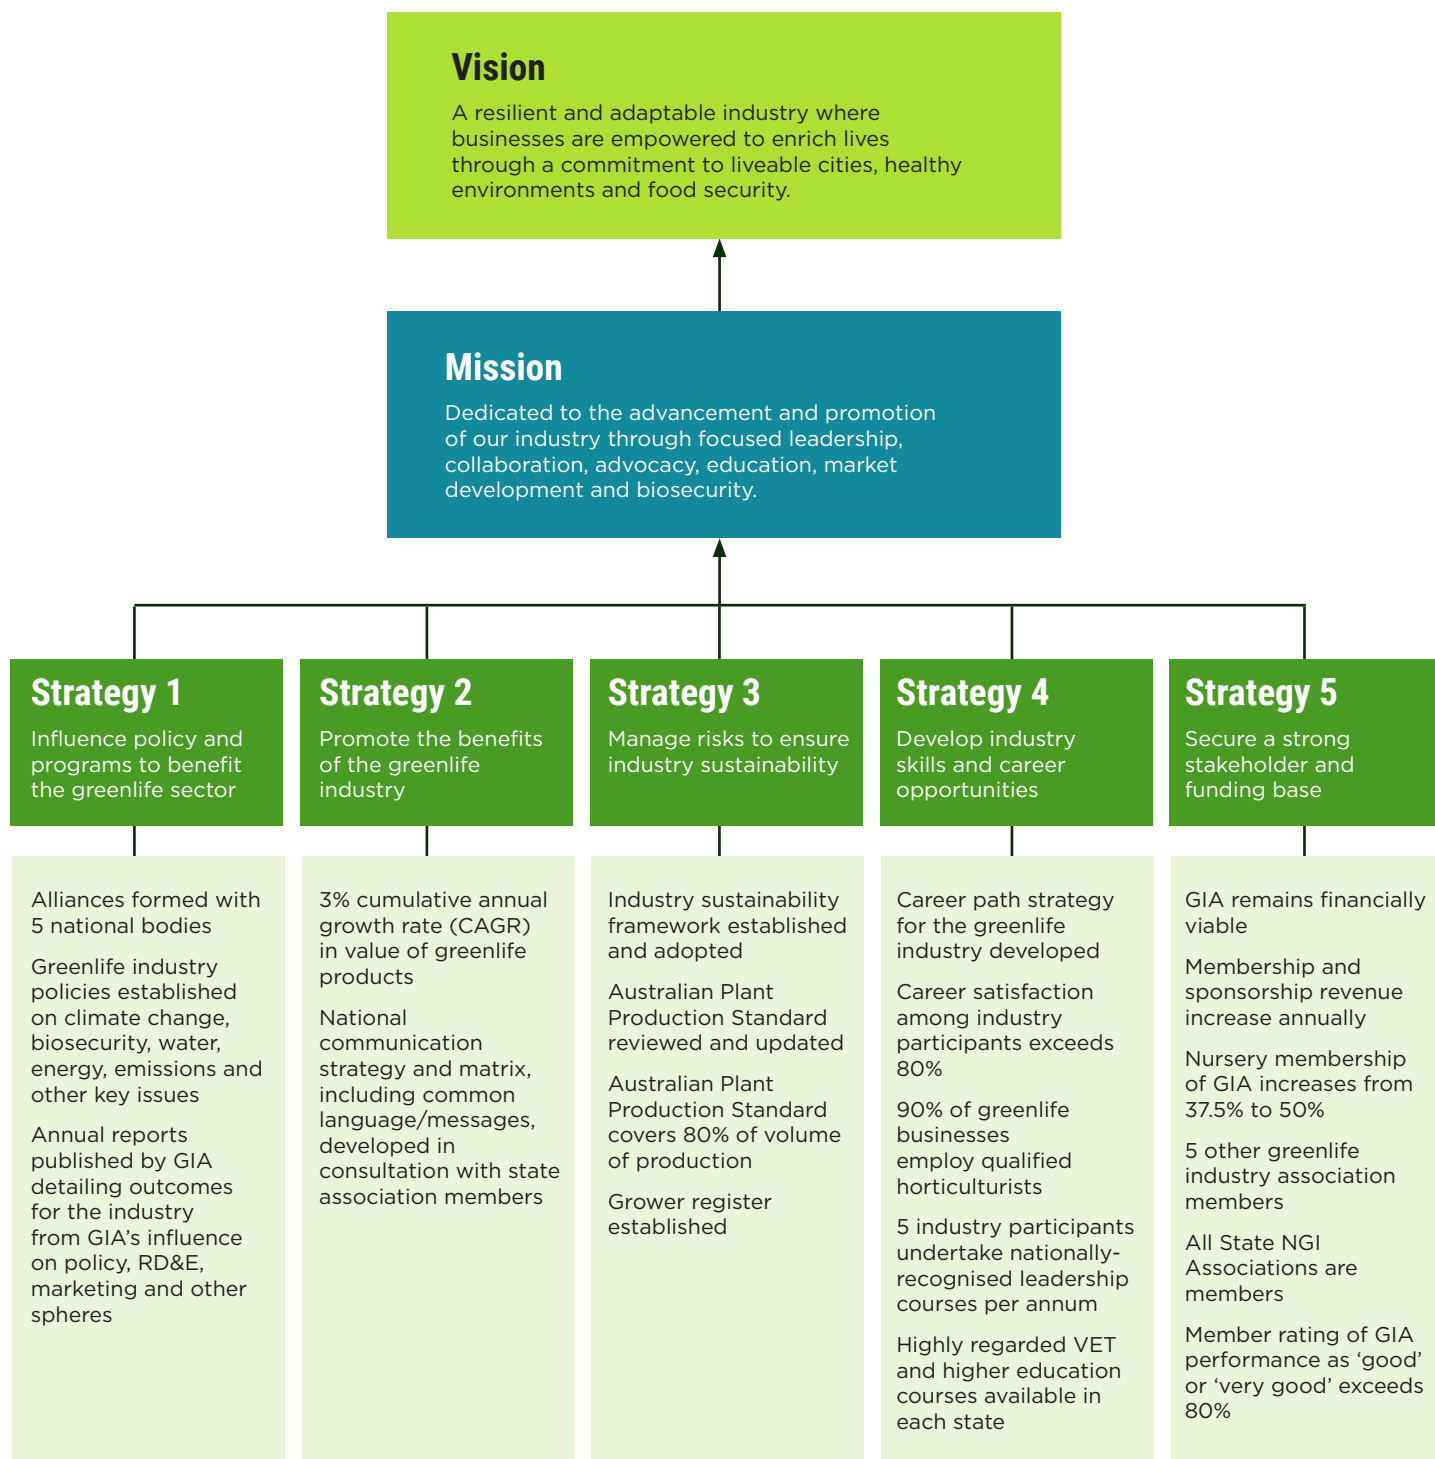 Vision
A resilient and adaptable industry where
businesses are empowered to enrich lives
through a commitment to liveable cities, healthy
environments and food security.
Mission
Dedicated to the advancement and promotion
of our industry through focused leadership,
collaboration, advocacy, education, market
development and biosecurity.
Strategy 1
Influence policy and
programs to benefit
the greenlife sector
Alliances formed with
5 national bodies
Greenlife industry
policies established
on climate change,
biosecurity, water,
energy, emissions and
other key issues
Annual reports
published by GIA
detailing outcomes
for the industry
from GIA’s influence
on policy, RD&E,
marketing and other
spheres
Strategy 2
Promote the benefits
of the greenlife
industry
3% cumulative annual
growth rate (CAGR)
in value of greenlife
products
National
communication
strategy and matrix,
including common
language/messages,
developed in
consultation with state
association members
Strategy 3
Manage risks to ensure
industry sustainability
Industry sustainability
framework established
and adopted
Australian Plant
Production Standard
reviewed and updated
Australian Plant
Production Standard
covers 80% of volume
of production
Grower register
established
Strategy 4
Develop industry
skills and career
opportunities
Career path strategy
for the greenlife
industry developed
Career satisfaction
among industry
participants exceeds
80%
90% of greenlife
businesses
employ qualified
horticulturists
5 industry participants
undertake nationally-
recognised leadership
courses per annum
Highly regarded VET
and higher education
courses available in
each state
Strategy 5
Secure a strong
stakeholder and
funding base
GIA remains financially
viable
Membership and
sponsorship revenue
increase annually
Nursery membership
of GIA increases from
37.5% to 50%
5 other greenlife
industry association
members
All State NGI
Associations are
members
Member rating of GIA
performance as ‘good’
or ‘very good’ exceeds
80%